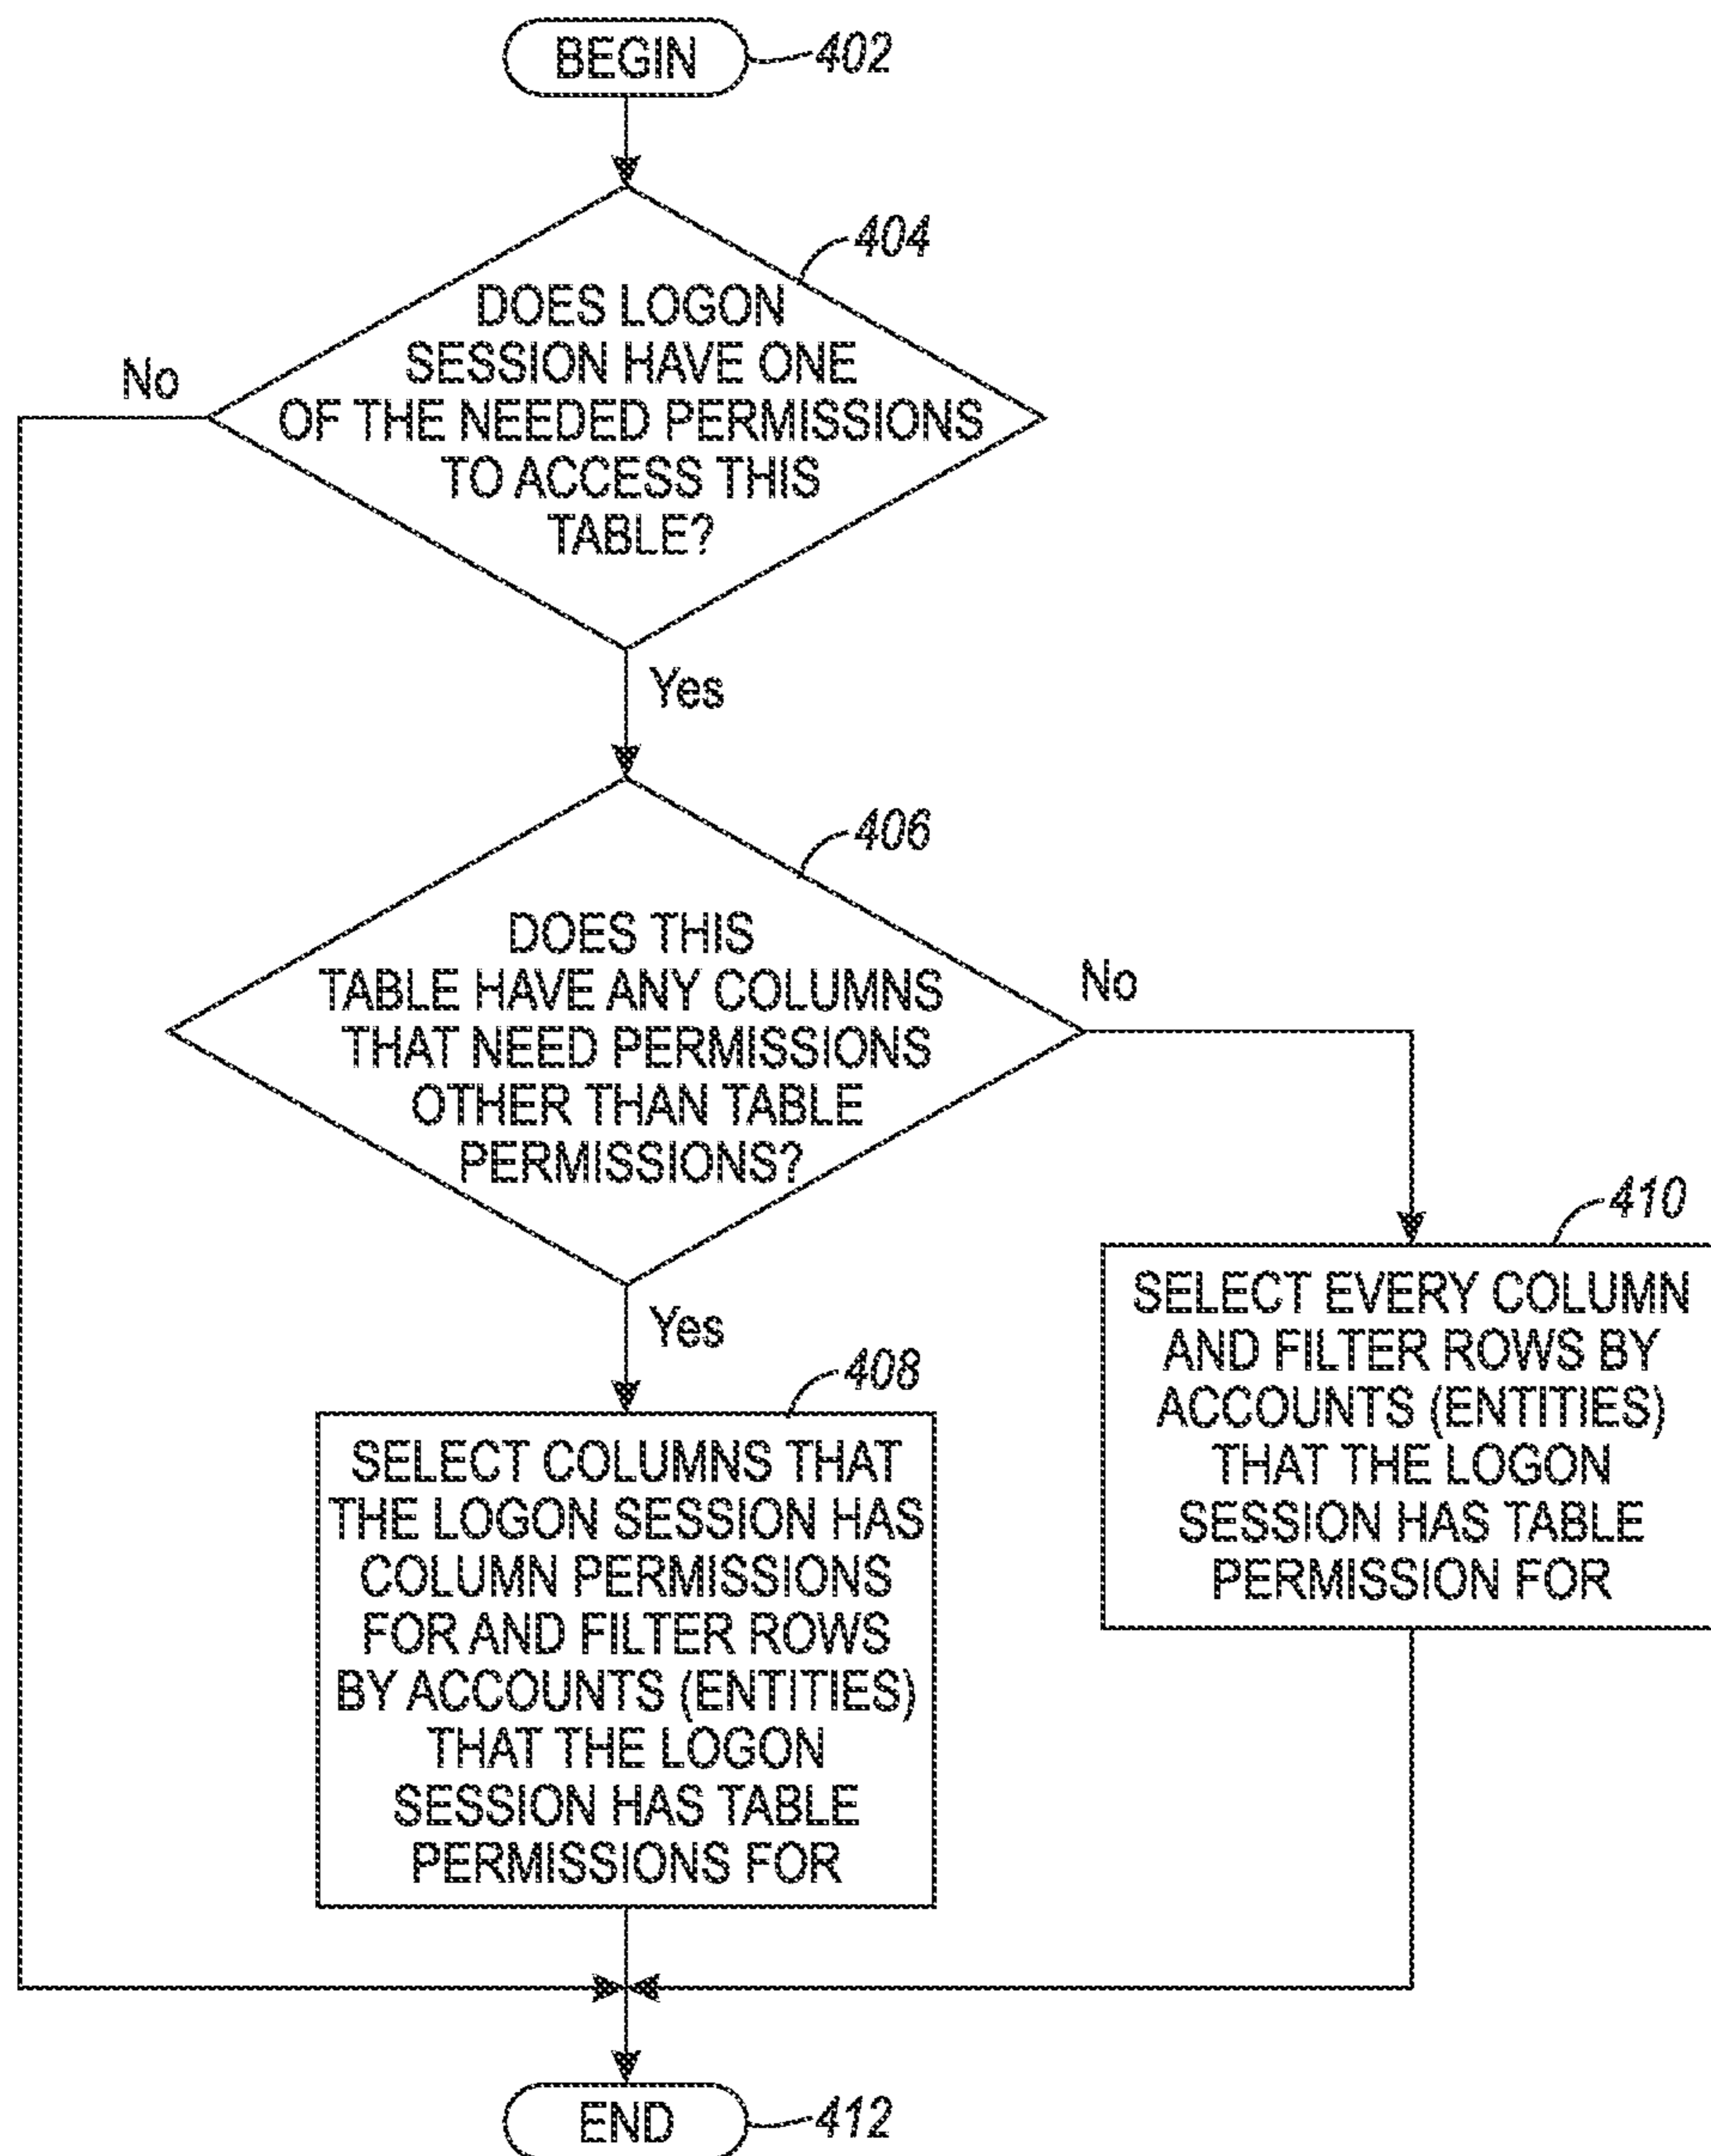 BEGIN
402
404
DOES LOGON
SESSION HAVE ONE
OF THE NEEDED PERMISSIONS
TO ACCESS THIS
TABLE?
No
Yes
406
DOES THIS
TABLE HAVE ANY COLUMNS
THAT NEED PERMISSIONS
OTHER THAN TABLE
PERMISSIONS?
No
Yes
410
SELECT EVERY COLUMN
AND FILTER ROWS BY
ACCOUNTS (ENTITIES)
THAT THE LOGON
SESSION HAS TABLE
PERMISSION FOR
408
SELECT COLUMNS THAT
THE LOGON SESSION HAS
COLUMN PERMISSIONS
FOR AND FILTER ROWS
BY ACCOUNTS (ENTITIES)
THAT THE LOGON
SESSION HAS TABLE
PERMISSIONS FOR
END
412